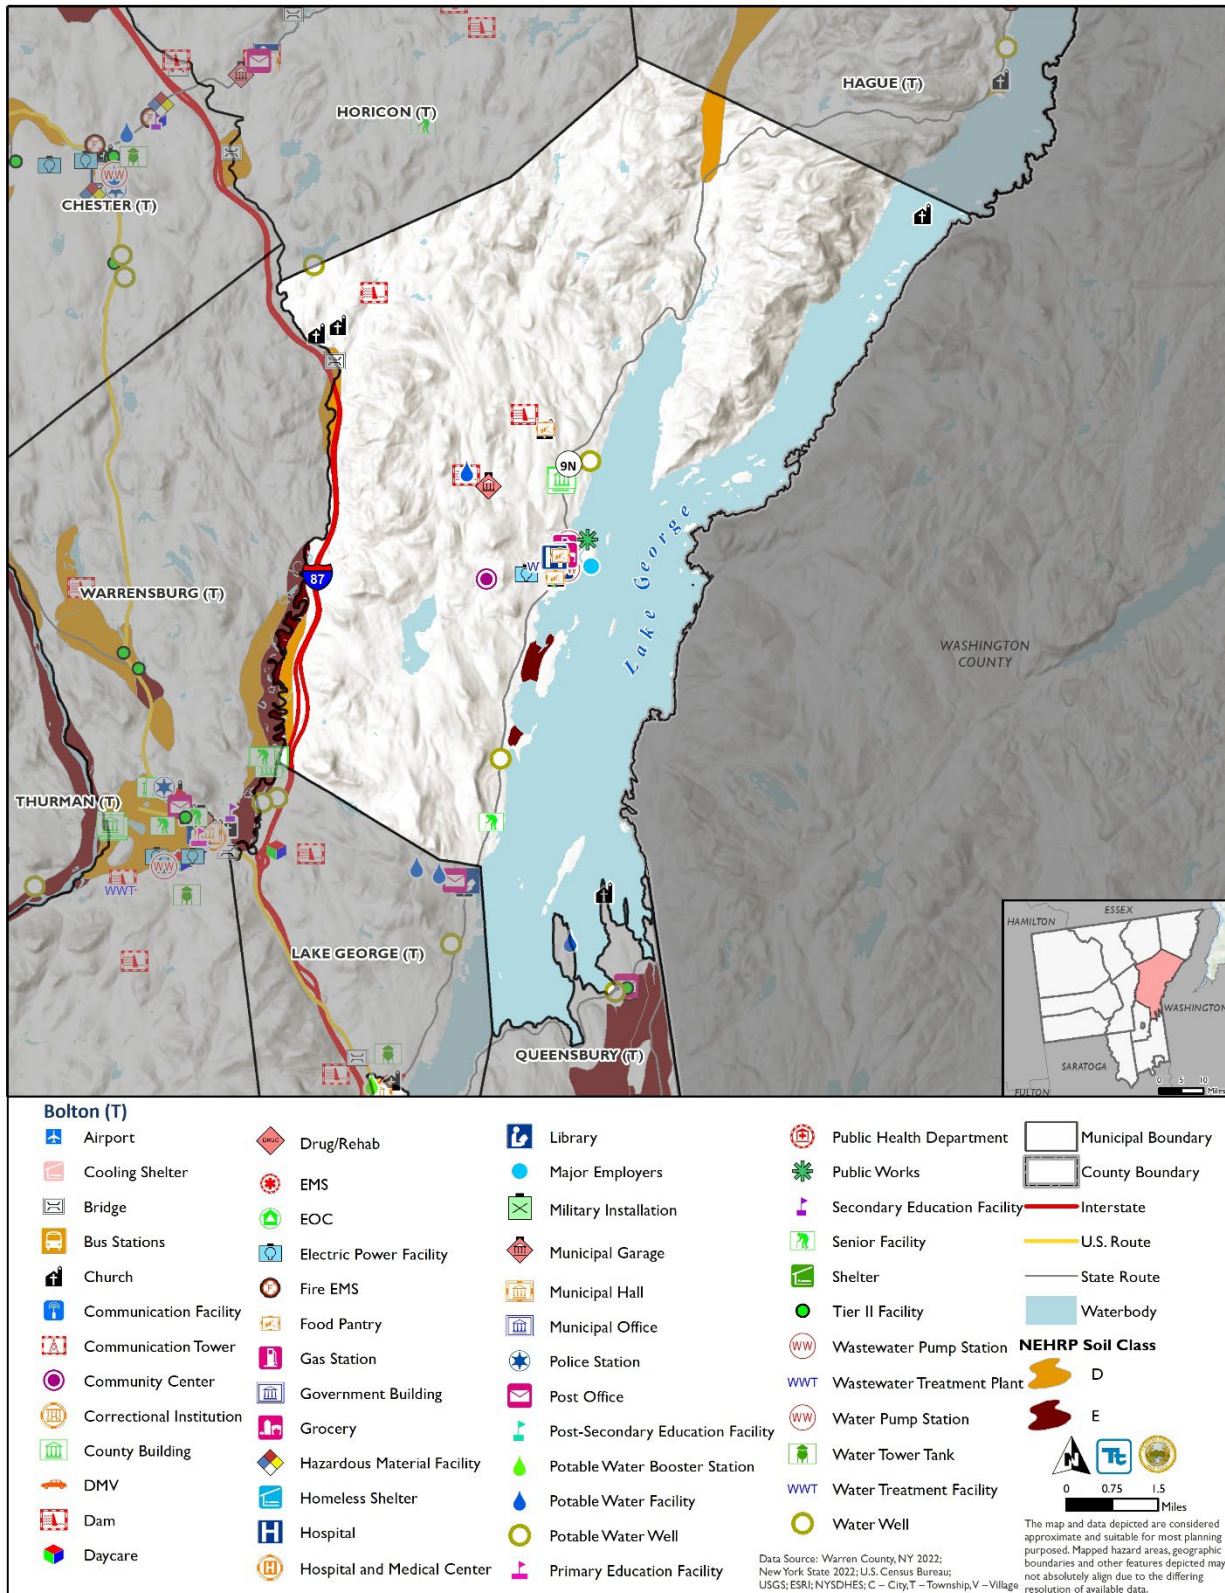 HAGUE (T)
HORICON (T)
CHESTER (T)
9N
Lake George
87
WARRENSBURG (T)
WASHINGTON
COUNTY
THURMAN (T)
WW
WWT
LAKE GEORGE (T)
QUEENSBURY (T)
ESSEX
HAMILTON
WASHINGTON
SARATOGA
FULTON
0 5 10
Miles
Bolton (T)
Airport
Cooling Shelter
Bridge
Bus Stations
Church
Communication Facility
Communication Tower
Community Center
Correctional Institution
County Building
DMV
Dam
Daycare
Drug/Rehab
EMS
EOC
Electric Power Facility
Fire EMS
Food Pantry
Gas Station
Government Building
Grocery
Hazardous Material Facility
Homeless Shelter
Hospital
Hospital and Medical Center
Library
Major Employers
Military Installation
Municipal Garage
Municipal Hall
Municipal Office
Police Station
Post Office
Post-Secondary Education Facility
Potable Water Booster Station
Potable Water Facility
Potable Water Well
Primary Education Facility
Public Health Department
Public Works
Secondary Education Facility
Senior Facility
Shelter
Tier II Facility
WW Wastewater Pump Station
WWT Wastewater Treatment Plant
WW Water Pump Station
Water Tower Tank
WWT Water Treatment Facility
Water Well
Municipal Boundary
County Boundary
Interstate
U.S. Route
State Route
Waterbody
NEHRP Soil Class
D
E
N
Tt
0 0.75 1.5
Miles
The map and data depicted are considered
approximate and suitable for most planning
purposed. Mapped hazard areas, geographic
boundaries and other features depicted may
not absolutely align due to the differing
resolution of available data.
Data Source: Warren County, NY 2022;
New York State 2022; U.S. Census Bureau;
USGS; ESRI; NYSDHES; C – City, T – Township, V – Village